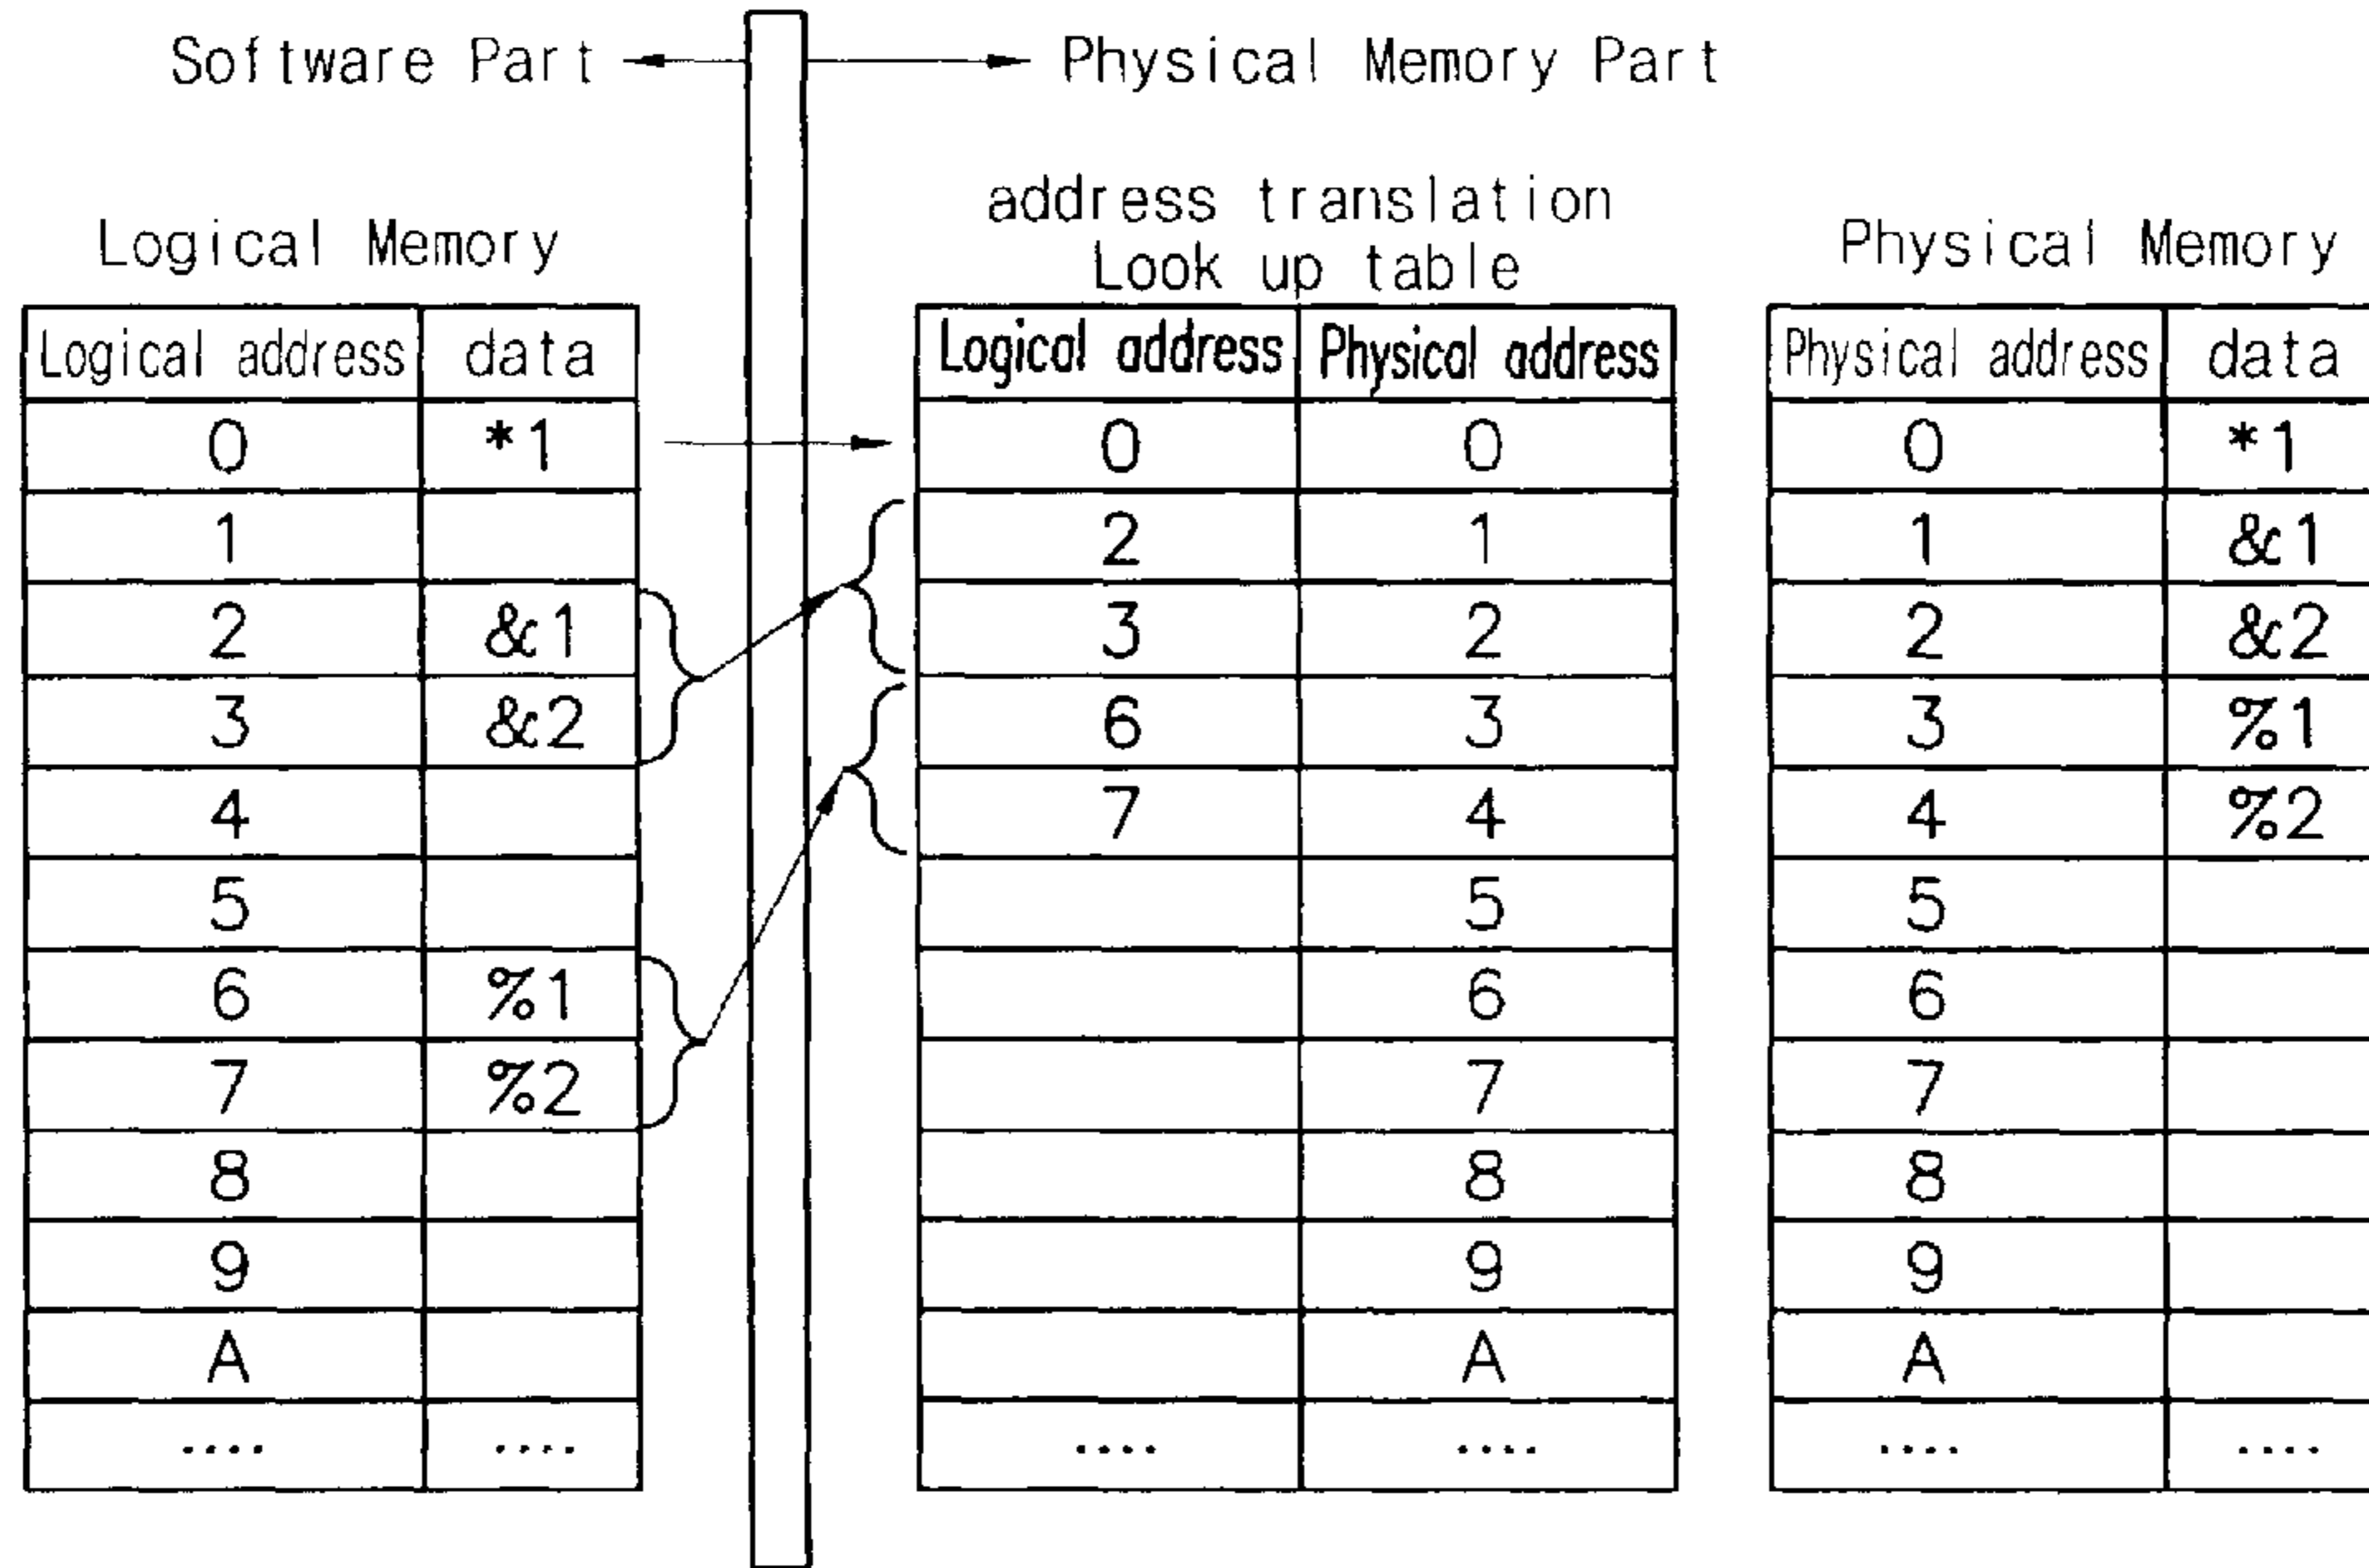 Software Part
Physical Memory Part
Logical Memory
address translation
Look up table
Physical Memory
Logical address data
0 *1
1
2 &1
3 &2
4
5
6 %1
7 %2
8
9
A
.... ....
Logical address Physical address
0 0
2 1
3 2
6 3
7 4
5
6
7
8
9
A
.... ....
Physical address data
0 *1
1 &1
2 &2
3 %1
4 %2
5
6
7
8
9
A
.... ....